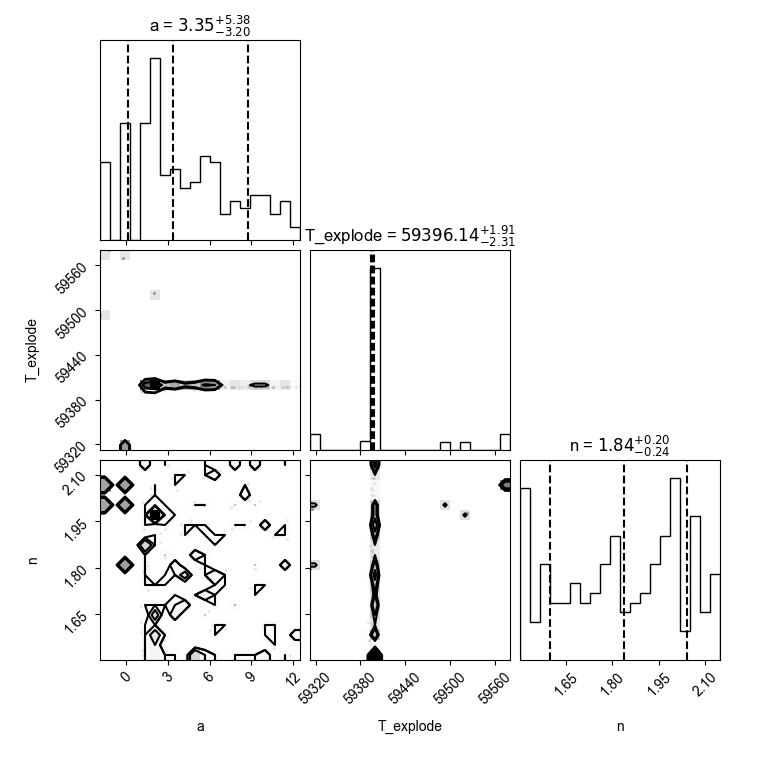 a = 3.35+5.38−3.20
T_explode = 59396.14+1.91−2.31
n = 1.84+0.20−0.24
T_explode
59560
59500
59440
59380
59320
n
2.10
1.95
1.80
1.65
0 3 6 9 12
59320 59380 59440 59500 59560
1.65 1.80 1.95 2.10
a
T_explode
n